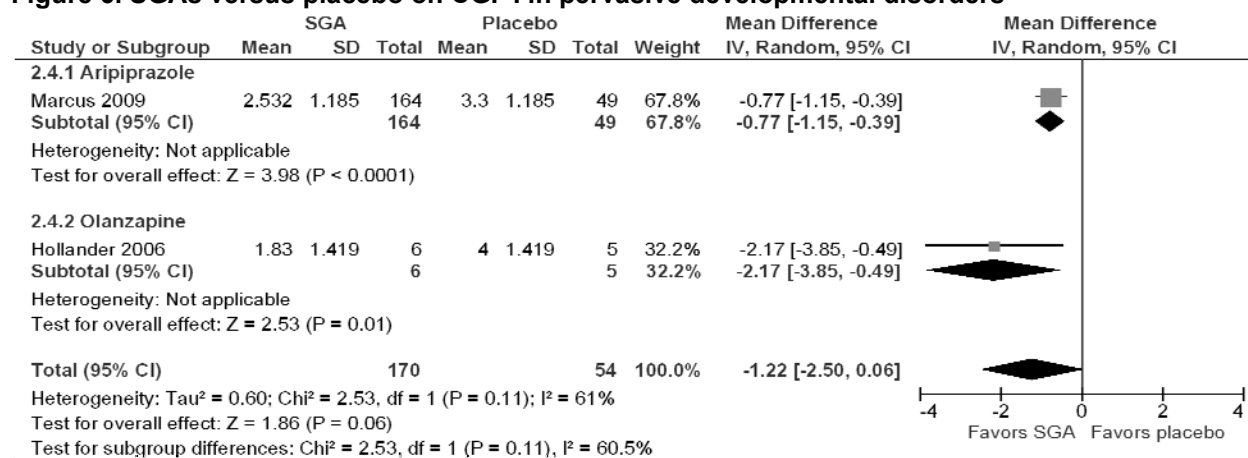 Figure 6. SGAs versus placebo on CGI-I in pervasive developmental disorders
SGA Placebo Mean Difference Mean Difference
Study or Subgroup Mean SD Total Mean SD Total Weight IV, Random, 95% CI IV, Random, 95% CI
2.4.1 Aripiprazole
Marcus 2009 2.532 1.185 164 3.3 1.185 49 67.8% -0.77 [-1.15, -0.39]
Subtotal (95% CI) 164 49 67.8% -0.77 [-1.15, -0.39]
Heterogeneity: Not applicable
Test for overall effect: Z = 3.98 (P < 0.0001)
2.4.2 Olanzapine
Hollander 2006 1.83 1.419 6 4 1.419 5 32.2% -2.17 [-3.85, -0.49]
Subtotal (95% CI) 6 5 32.2% -2.17 [-3.85, -0.49]
Heterogeneity: Not applicable
Test for overall effect: Z = 2.53 (P = 0.01)
Total (95% CI) 170 54 100.0% -1.22 [-2.50, 0.06]
Heterogeneity: Tau² = 0.60; Chi² = 2.53, df = 1 (P = 0.11); I² = 61%
Test for overall effect: Z = 1.86 (P = 0.06)
Test for subgroup differences: Chi² = 2.53, df = 1 (P = 0.11), I² = 60.5%
-4 -2 0 2 4
Favors SGA Favors placebo